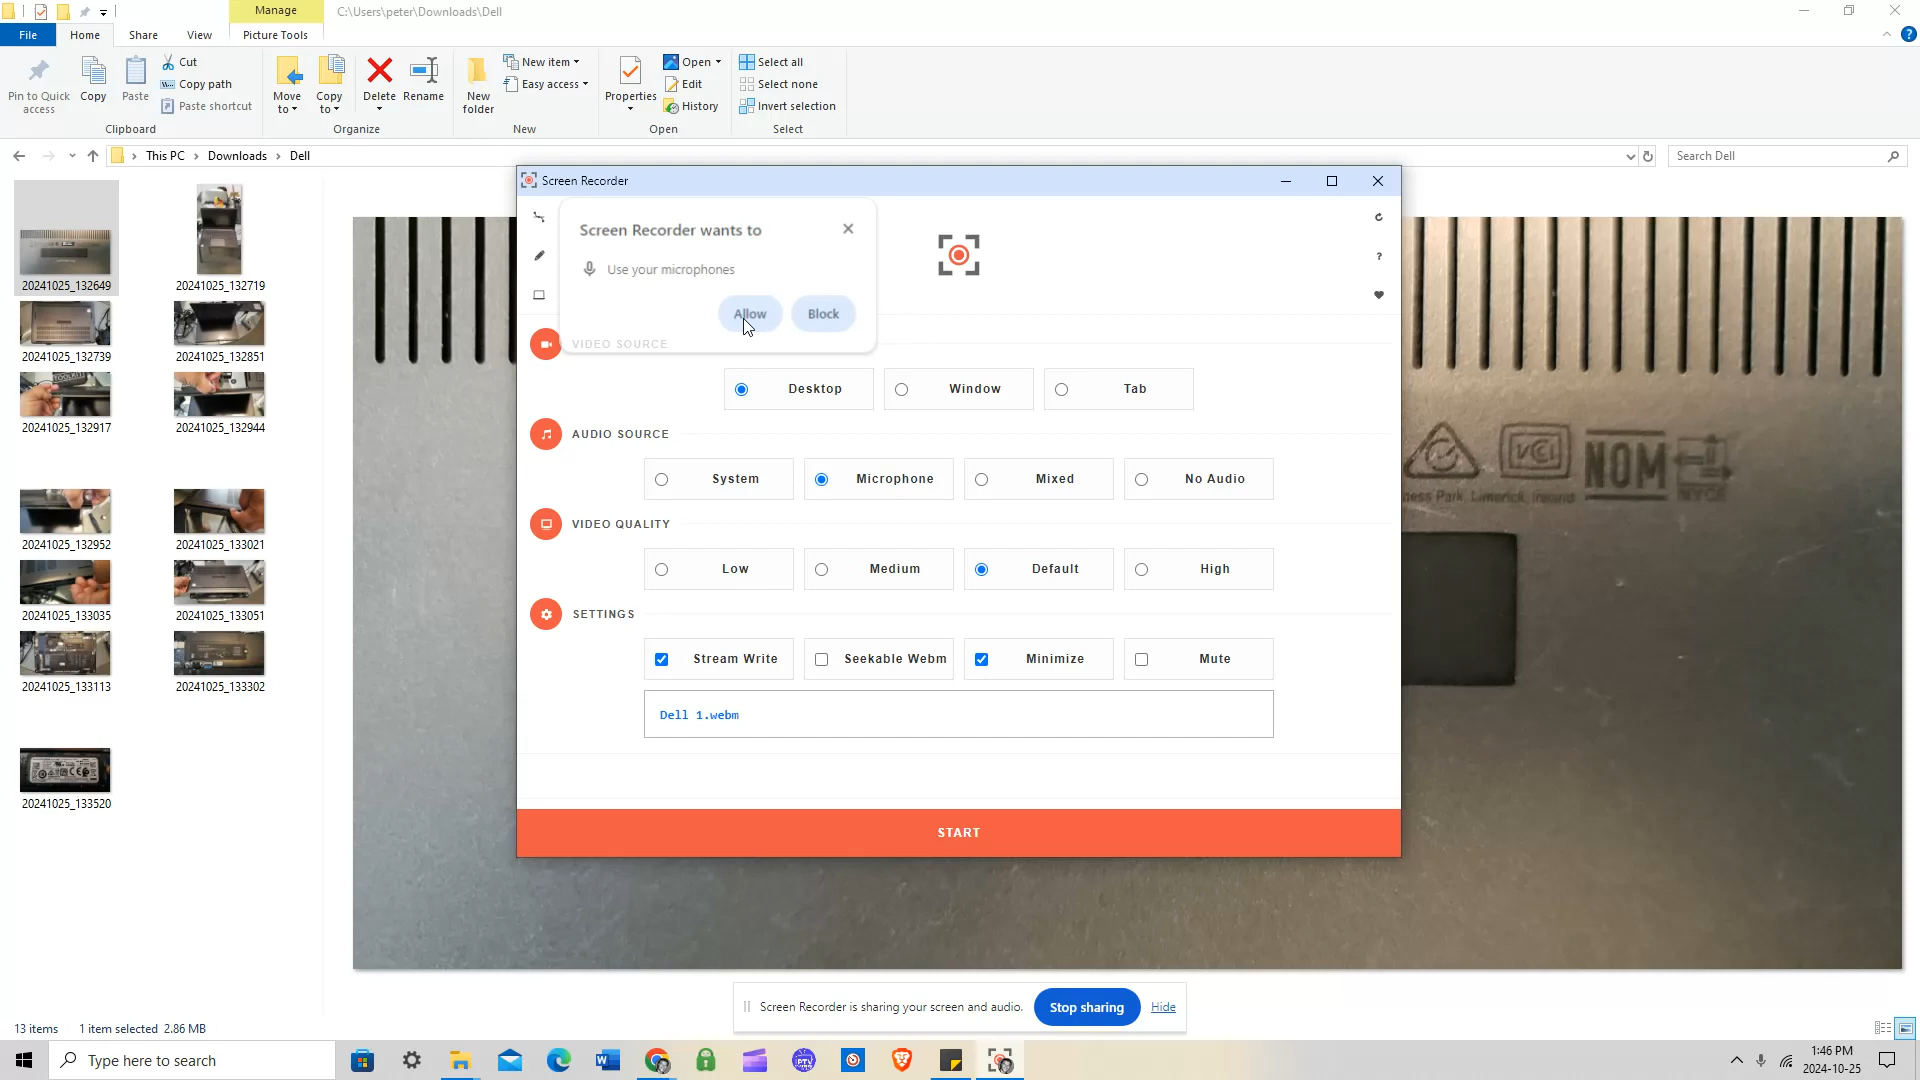 Manage
C:\Users\peter\Downloads\Dell
File
Home
Share
View
Picture Tools
Pin to Quick access
Copy
Paste
Cut
Copy path
Paste shortcut
Clipboard
Move to
Copy to
Delete
Rename
Organize
New folder
New item
Easy access
New
Properties
Open
Edit
History
Open
Select all
Select none
Invert selection
Select
This PC
Downloads
Dell
Search Dell
20241025_132649
20241025_132719
20241025_132739
20241025_132851
20241025_132917
20241025_132944
20241025_132952
20241025_133021
20241025_133035
20241025_133051
20241025_133113
20241025_133302
20241025_133520
13 items
1 item selected 2.86 MB
Screen Recorder
Screen Recorder wants to
Use your microphones
Allow
Block
VIDEO SOURCE
Desktop
Window
Tab
AUDIO SOURCE
System
Microphone
Mixed
No Audio
VIDEO QUALITY
Low
Medium
Default
High
SETTINGS
Stream Write
Seekable Webm
Minimize
Mute
Dell 1.webm
START
VCI
NOM
NYCE
ness Park, Limerick, Ireland
Screen Recorder is sharing your screen and audio.
Stop sharing
Hide
Type here to search
1:46 PM
2024-10-25